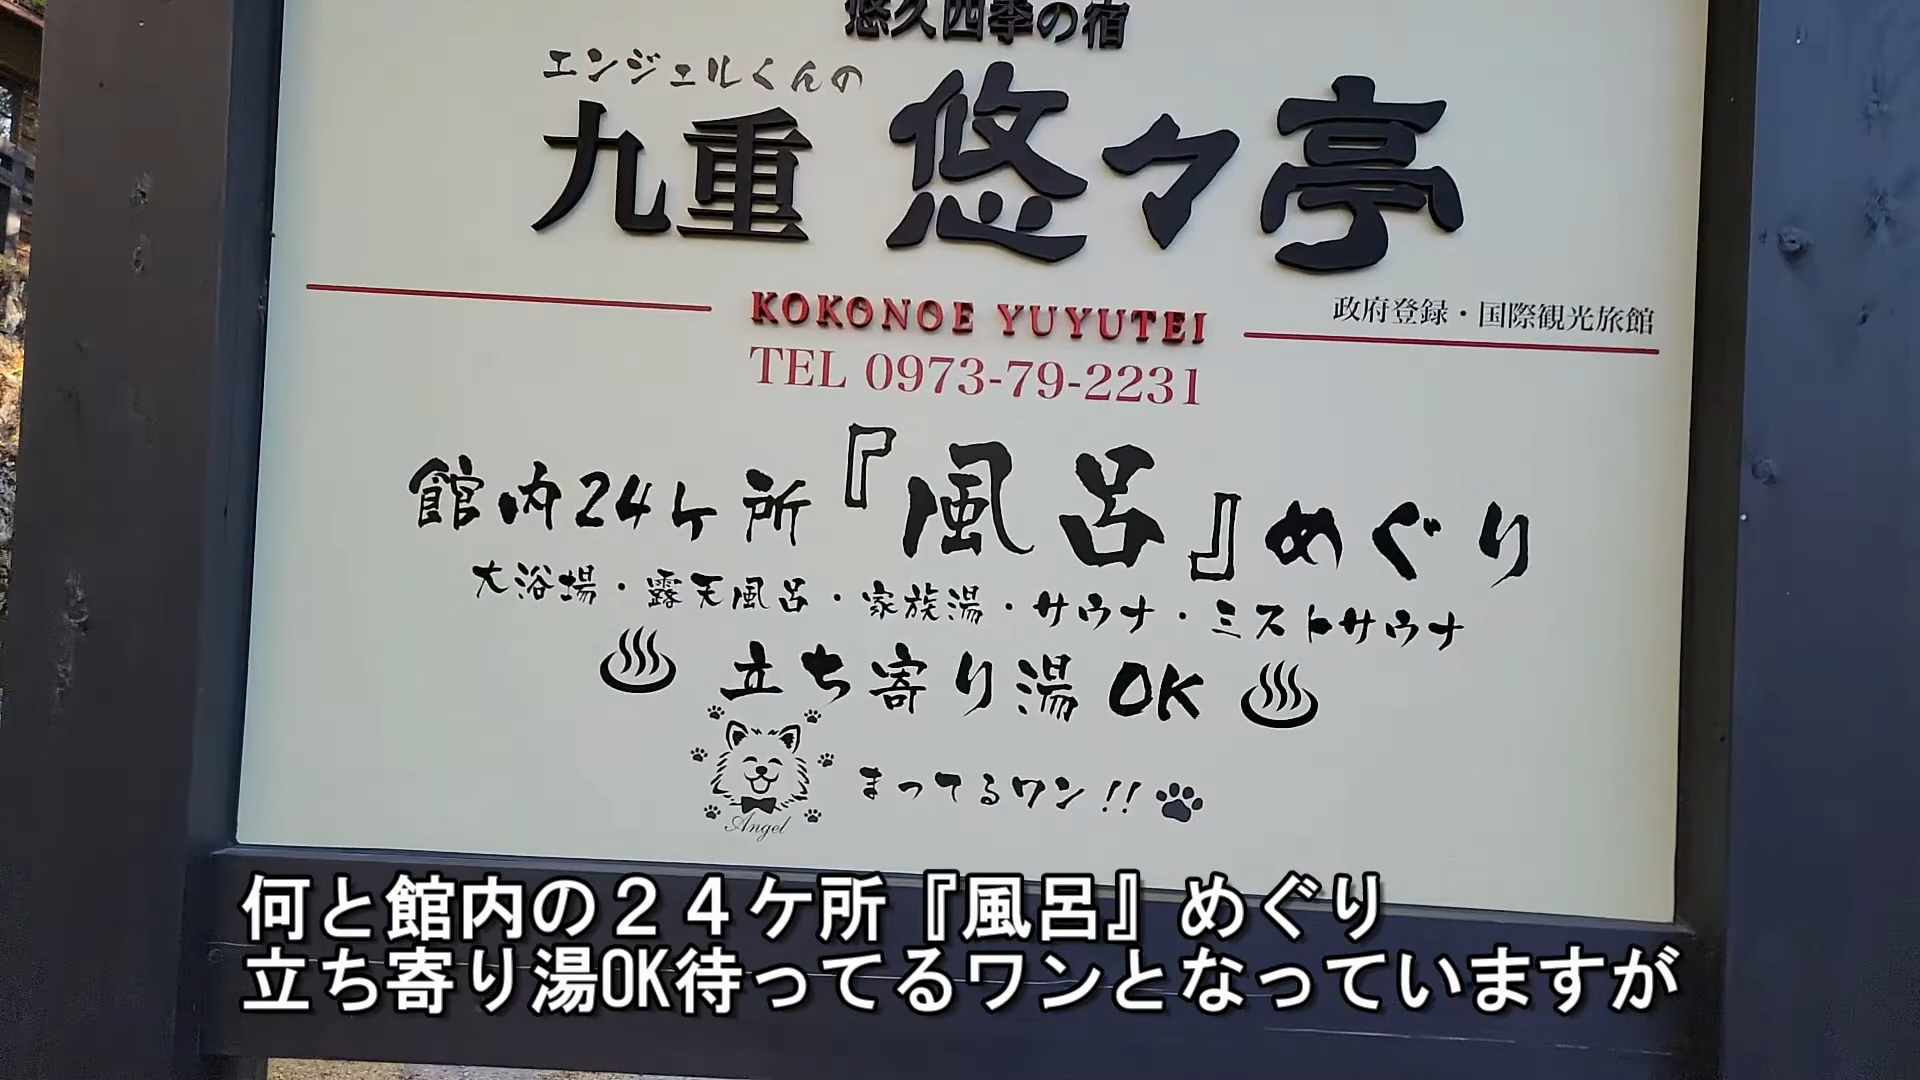 悠久四季の宿
エンジェルくんの
九重 悠々亭
KOKONOE YUYUTEI
政府登録・国際観光旅館
TEL 0973-79-2231
館内24ヶ所『風呂』めぐり
大浴場・露天風呂・家族湯・サウナ・ミストサウナ
♨ 立ち寄り湯 OK ♨
まってるワン!!
Angel
何と館内の２４ケ所『風呂』めぐり
立ち寄り湯OK待ってるワンとなっていますが